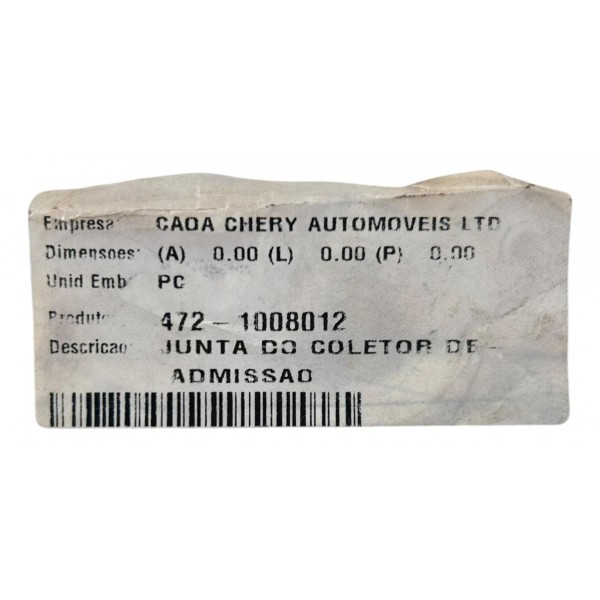 Empresa: CAOA CHERY AUTOMOVEIS LTD
Dimensoes: (A) 0.00 (L) 0.00 (P) 0.00
Unid Emb PC
Produto: 472-1008012
Descricao: JUNTA DO COLETOR DE-
ADMISSAO